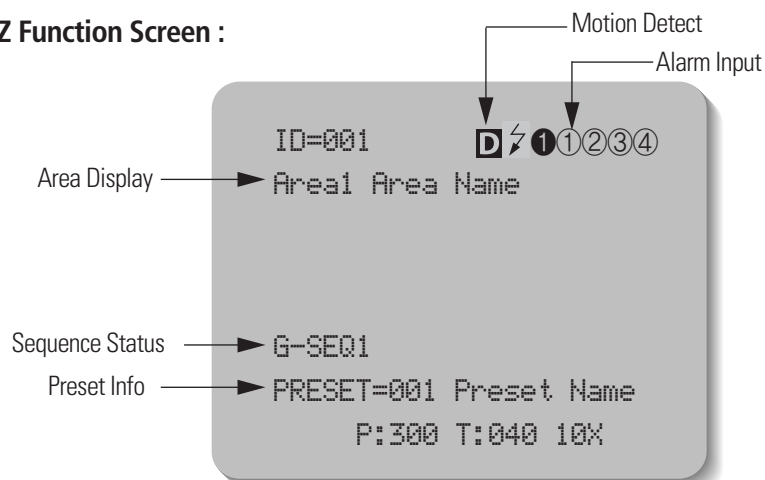 Z Function Screen :
Motion Detect
Alarm Input
ID=001 D ❶①②③④
Area Display
Area1 Area Name
Sequence Status
G-SEQ1
Preset Info
PRESET=001 Preset Name
P:300 T:040 10X